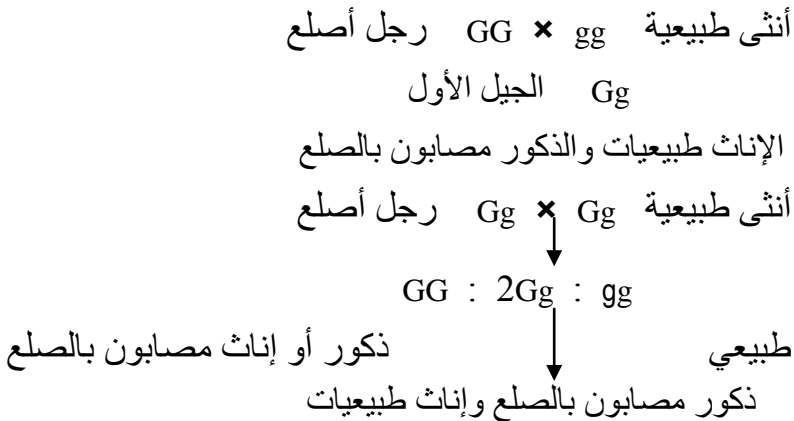 أنثى طبيعية gg × GG رجل أصلع
Gg الجيل الأول
الإناث طبيعيات والذكور مصابون بالصلع
أنثى طبيعية Gg × Gg رجل أصلع
GG : 2Gg : gg
طبيعي ذكور أو إناث مصابون بالصلع
ذكور مصابون بالصلع وإناث طبيعيات